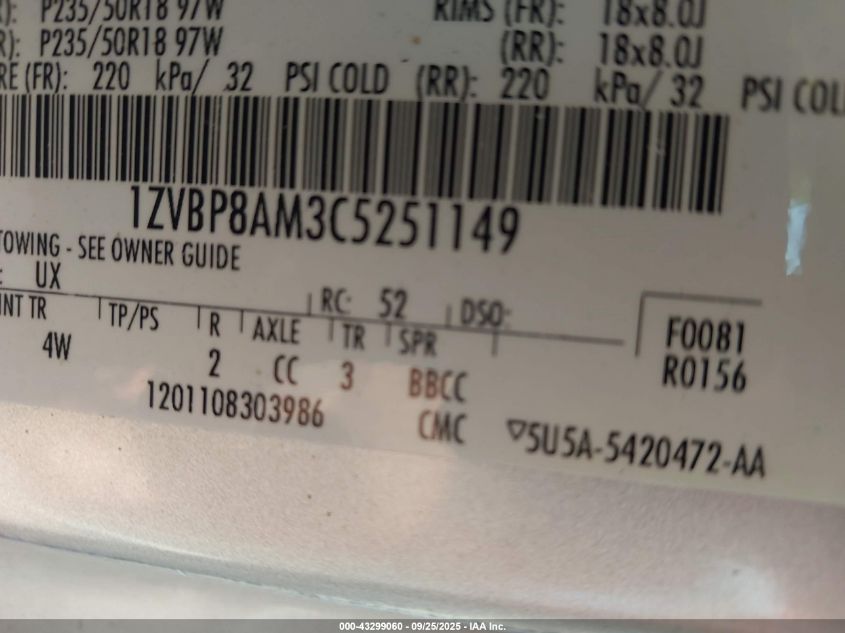 R): P235/50R18 97W RIMS (FR): 18x8.0J
R): P235/50R18 97W (RR): 18x8.0J
RE (FR): 220 kPa/ 32 PSI COLD (RR): 220 kPa/ 32 PSI COL
1ZVBP8AM3C5251149
TOWING - SEE OWNER GUIDE
: UX RC: 52 DSO:
INT TR TP/PS R AXLE TR SPR F0081
4W 2 CC 3 BBCC R0156
1201108303986 CMC ▽5U5A-5420472-AA
000-43299060 - 09/25/2025 - IAA Inc.